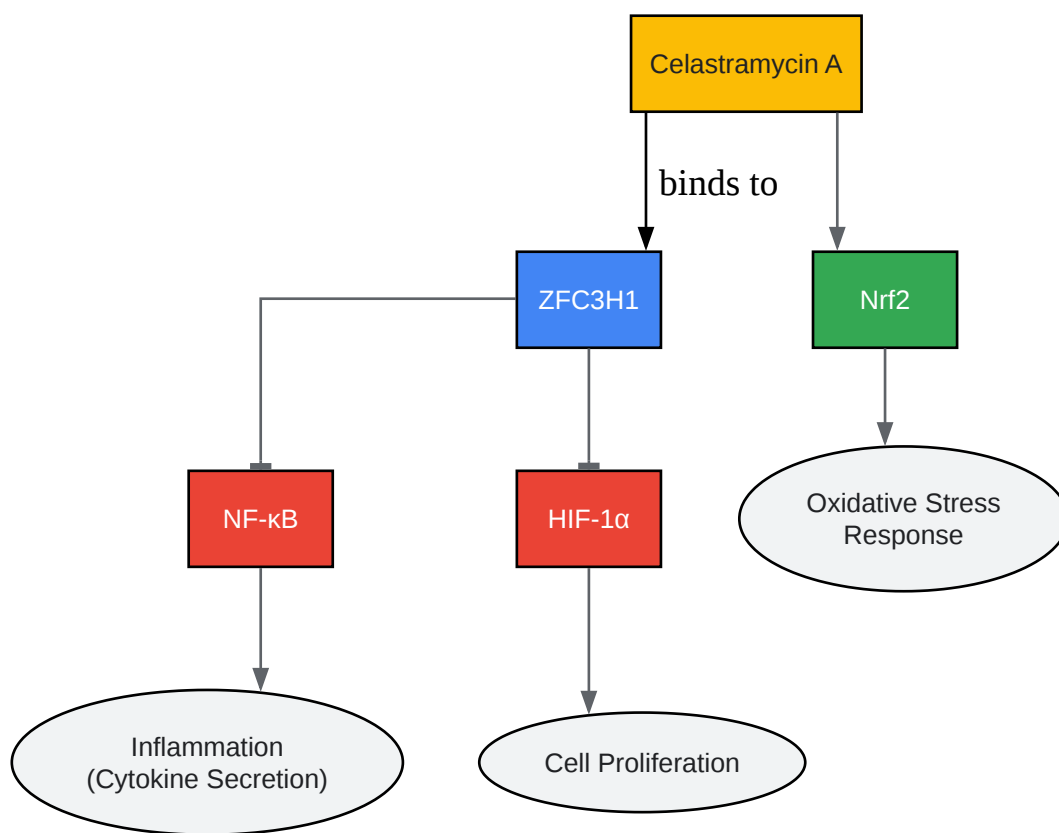 Celastramycin A
binds to
ZFC3H1
Nrf2
NF-κB
HIF-1α
Oxidative Stress
Response
Inflammation
(Cytokine Secretion)
Cell Proliferation